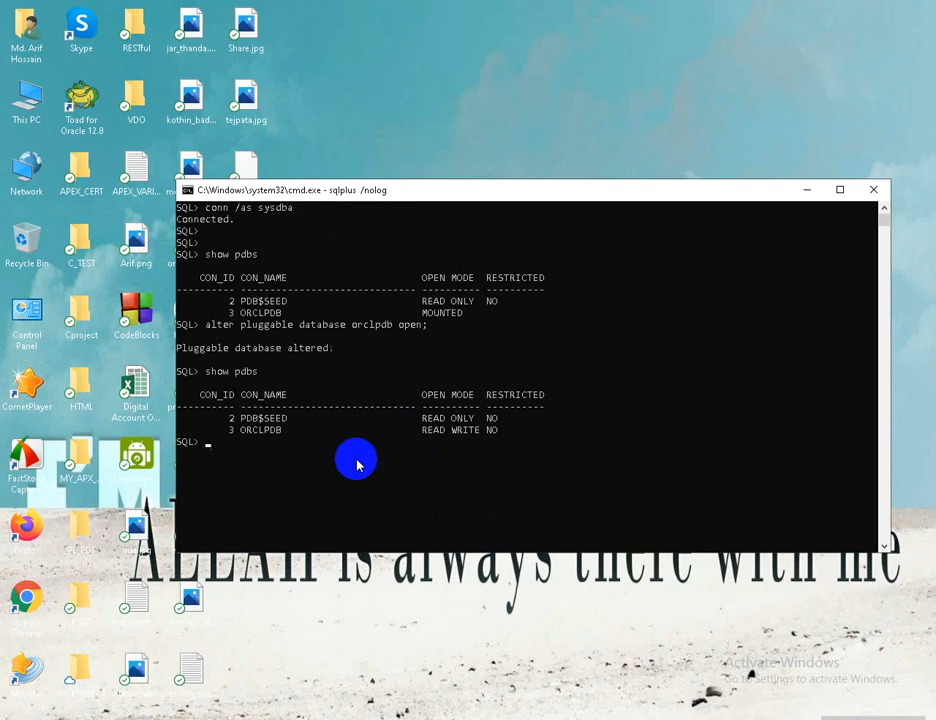 Md. Arif
Hossain
Skype
RESTful
jar_thanda....
Share.jpg
This PC
Toad for
Oracle 12.8
VDO
kothin_bad...
tejpata.jpg
Network
APEX_CERT
APEX_VARI...
C:\Windows\system32\cmd.exe - sqlplus /nolog
SQL> conn /as sysdba
Connected.
SQL>
SQL>
SQL> show pdbs
CON_ID CON_NAME OPEN MODE RESTRICTED
---------- ------------------------------ ---------- ----------
2 PDB$SEED READ ONLY NO
3 ORCLPDB MOUNTED
SQL> alter pluggable database orclpdb open;
Pluggable database altered.
SQL> show pdbs
CON_ID CON_NAME OPEN MODE RESTRICTED
---------- ------------------------------ ---------- ----------
2 PDB$SEED READ ONLY NO
3 ORCLPDB READ WRITE NO
SQL>
Recycle Bin
C_TEST
Arif.png
Control
Panel
Cproject
CodeBlocks
CometPlayer
HTML
Digital
Account O...
FastSto
Captu
MY_APX_
ALLAH is always there with me
Google
Chrome
Activate Windows
Go to Settings to activate Windows.